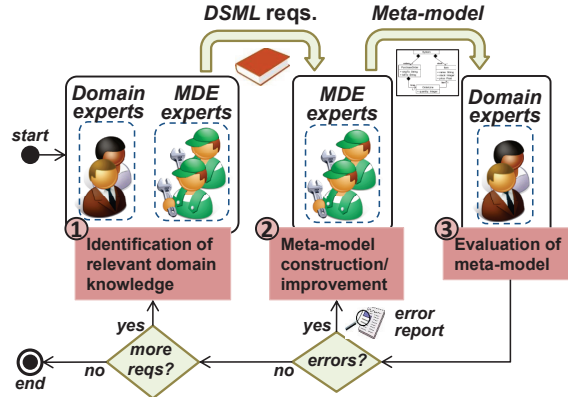 DSML reqs.
Meta-model
Domain
experts
MDE
experts
MDE
experts
Domain
experts
start
1
Identification of
relevant domain
knowledge
2
Meta-model
construction/
improvement
3
Evaluation of
meta-model
yes
yes
error
report
more
reqs?
errors?
no
no
end